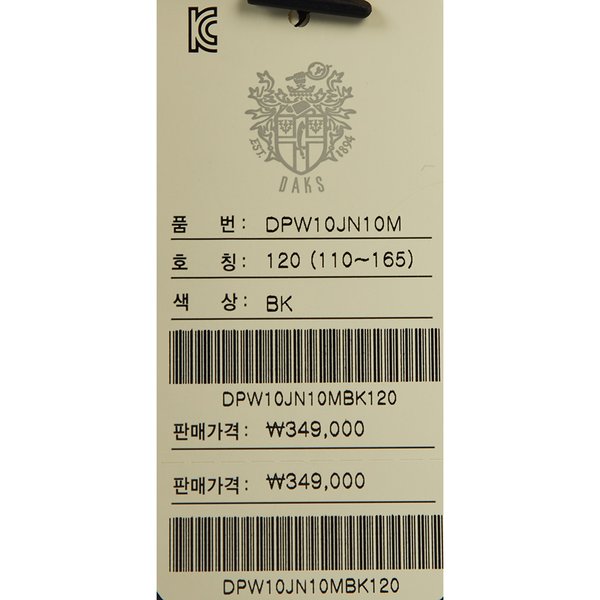 KC
EST. 1894
DAKS
품 번: DPW10JN10M
호 칭: 120 (110~165)
색 상: BK
DPW10JN10MBK120
판매가격: ₩349,000
판매가격: ₩349,000
DPW10JN10MBK120